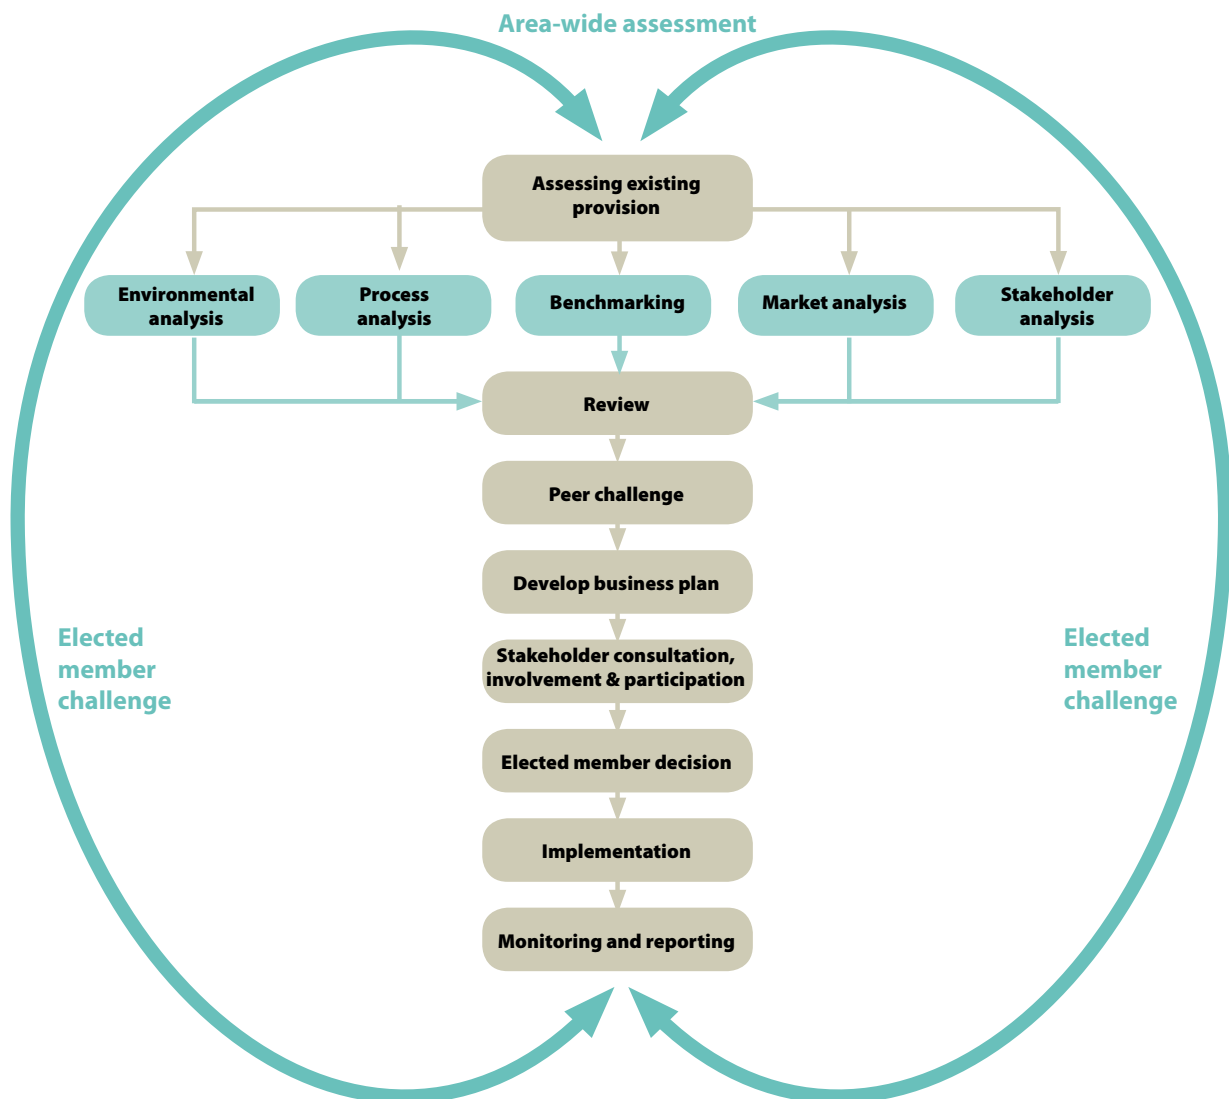 Area-wide assessment
Assessing existing
provision
Environmental
analysis
Process
analysis
Benchmarking
Market analysis
Stakeholder
analysis
Review
Peer challenge
Develop business plan
Elected
member
challenge
Stakeholder consultation,
involvement & participation
Elected
member
challenge
Elected member decision
Implementation
Monitoring and reporting